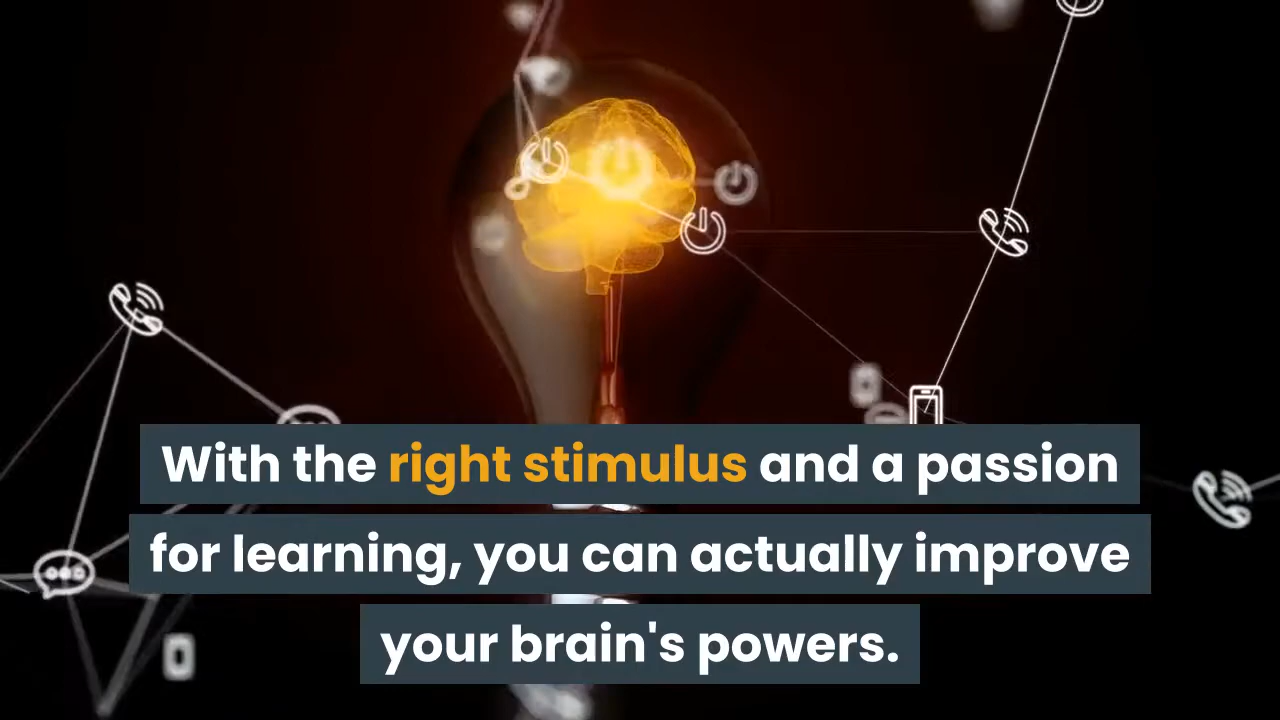 With the right stimulus and a passion
for learning, you can actually improve
your brain's powers.